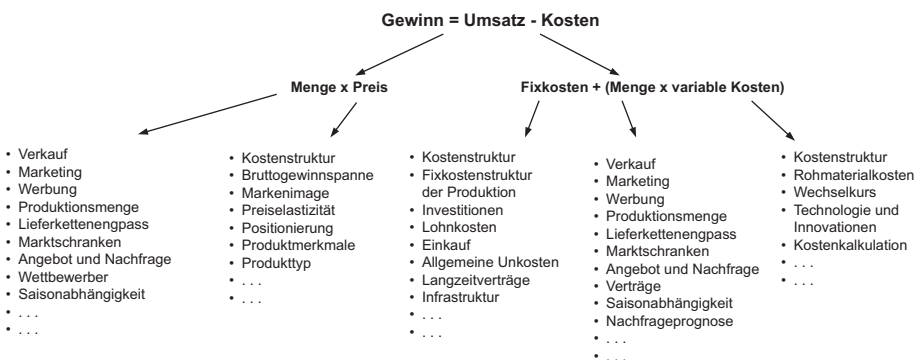 Gewinn = Umsatz - Kosten
Menge x Preis
Fixkosten + (Menge x variable Kosten)
• Verkauf
• Marketing
• Werbung
• Produktionsmenge
• Lieferkettenengpass
• Marktschranken
• Angebot und Nachfrage
• Wettbewerber
• Saisonabhängigkeit
• . . .
• . . .
• Kostenstruktur
• Bruttogewinnspanne
• Markenimage
• Preiselastizität
• Positionierung
• Produktmerkmale
• Produkttyp
• . . .
• . . .
• Kostenstruktur
• Fixkostenstruktur
der Produktion
• Investitionen
• Lohnkosten
• Einkauf
• Allgemeine Unkosten
• Langzeitverträge
• Infrastruktur
• . . .
• . . .
• Verkauf
• Marketing
• Werbung
• Produktionsmenge
• Lieferkettenengpass
• Marktschranken
• Angebot und Nachfrage
• Verträge
• Saisonabhängigkeit
• Nachfrageprognose
• . . .
• . . .
• Kostenstruktur
• Rohmaterialkosten
• Wechselkurs
• Technologie und
Innovationen
• Kostenkalkulation
• . . .
• . . .